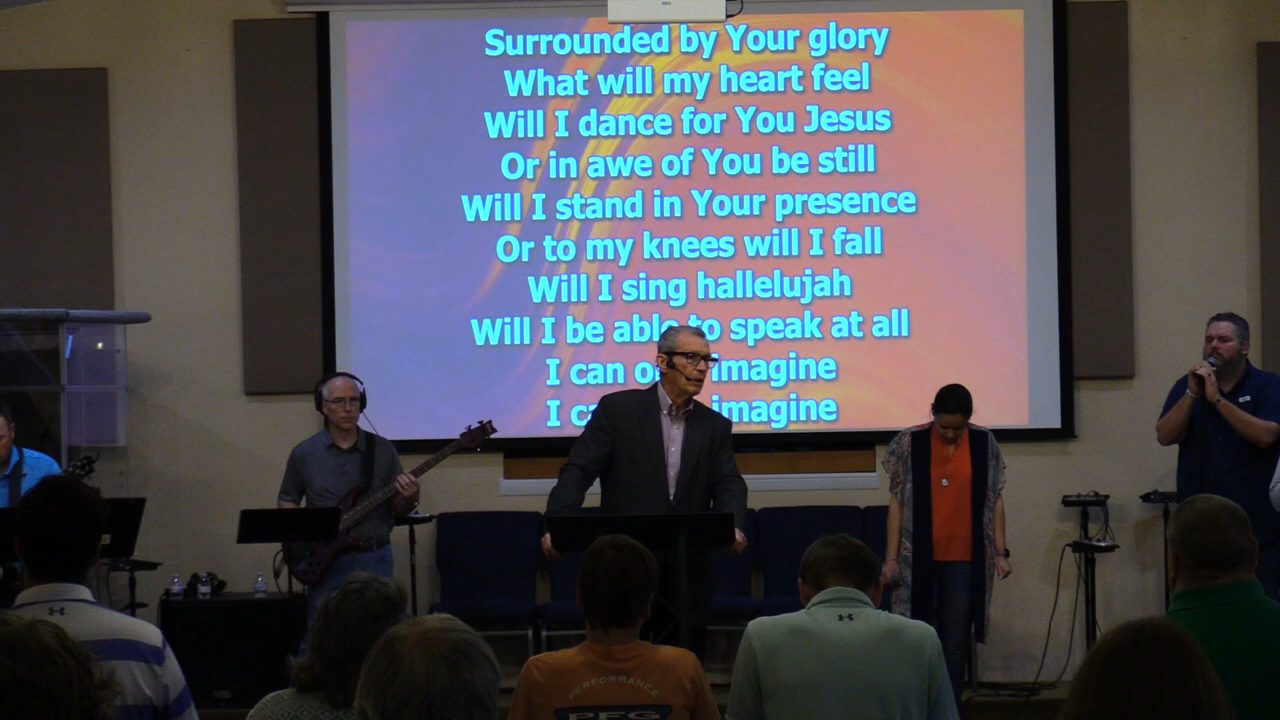 Surrounded by Your glory
What will my heart feel
Will I dance for You Jesus
Or in awe of You be still
Will I stand in Your presence
Or to my knees will I fall
Will I sing hallelujah
Will I be able to speak at all
I can imagine
I imagine
PERFORMANCE
PFG